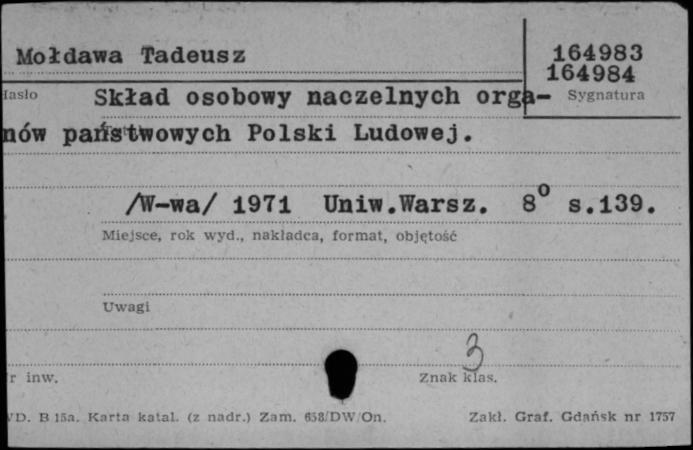 Mołdawa Tadeusz
164983
164984
Hasło
Skład osobowy naczelnych orga-
Sygnatura
nów państwowych Polski Ludowej.
/W-wa/ 1971 Uniw.Warsz. 8° s.139.
Miejsce, rok wyd., nakładca, format, objętość
Uwagi
3
r inw.
Znak klas.
D. B 15a. Karta katal. (z nadr.) Zam. 658/DW/On.
Zakł. Graf. Gdańsk nr 1757